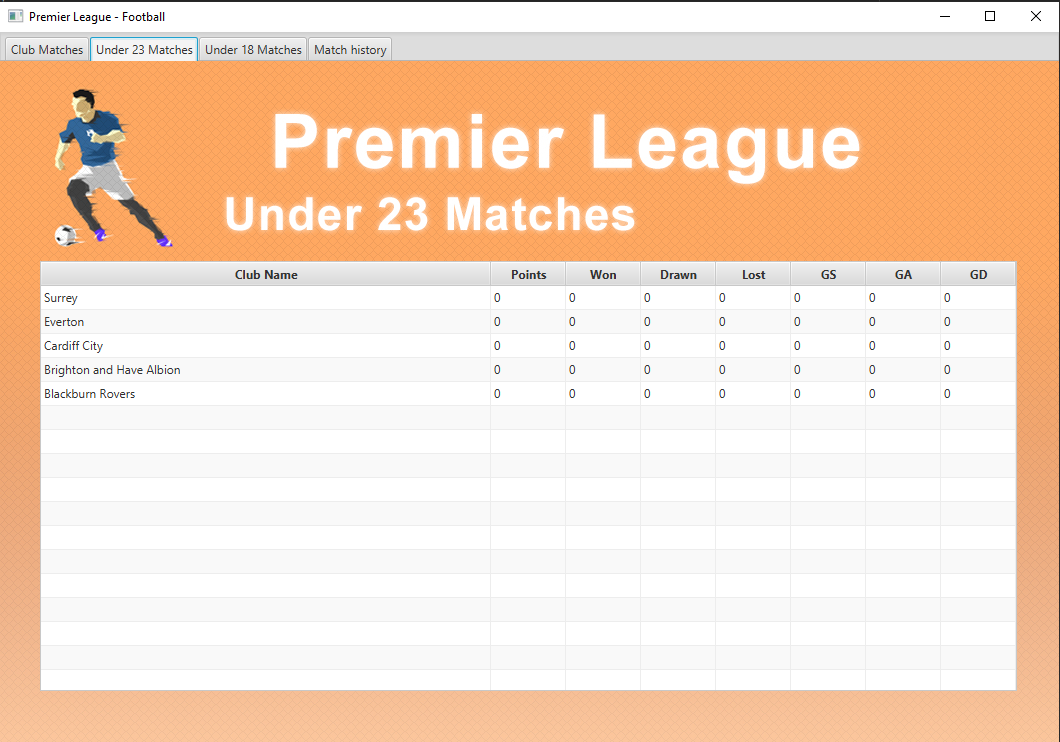 Premier League - Football
Club Matches Under 23 Matches Under 18 Matches Match history
Premier League
Under 23 Matches
Club Name Points Won Drawn Lost GS GA GD
Surrey 0 0 0 0 0 0 0
Everton 0 0 0 0 0 0 0
Cardiff City 0 0 0 0 0 0 0
Brighton and Have Albion 0 0 0 0 0 0 0
Blackburn Rovers 0 0 0 0 0 0 0